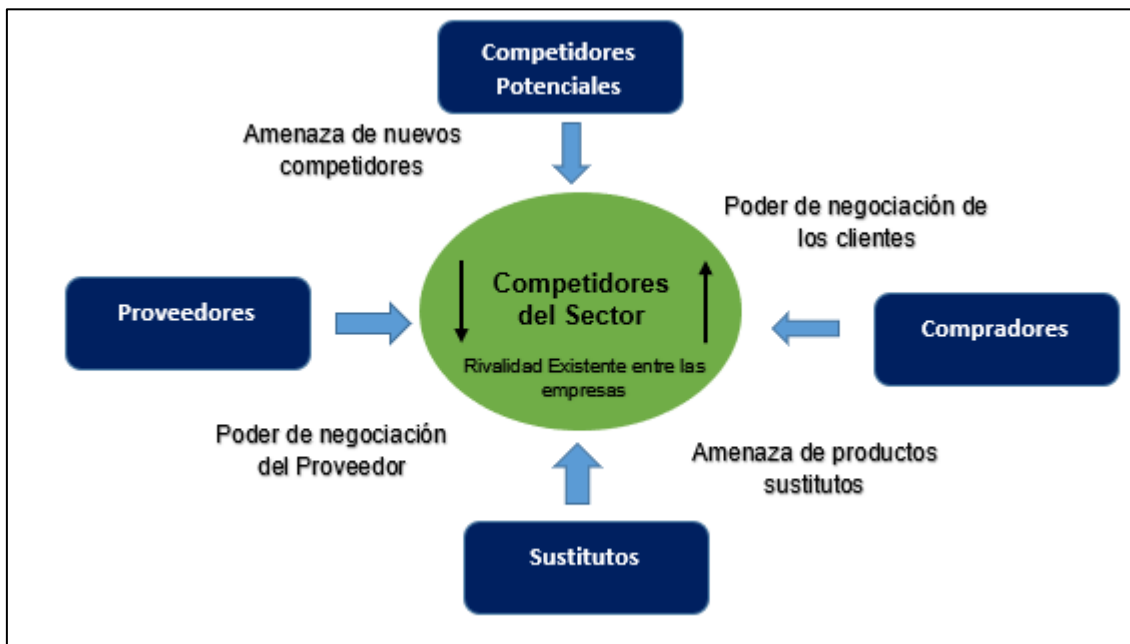 Competidores
Potenciales
Amenaza de nuevos
competidores
Poder de negociación de
los clientes
Proveedores
Competidores
del Sector
Rivalidad Existente entre las
empresas
Compradores
Poder de negociación
del Proveedor
Amenaza de productos
sustitutos
Sustitutos